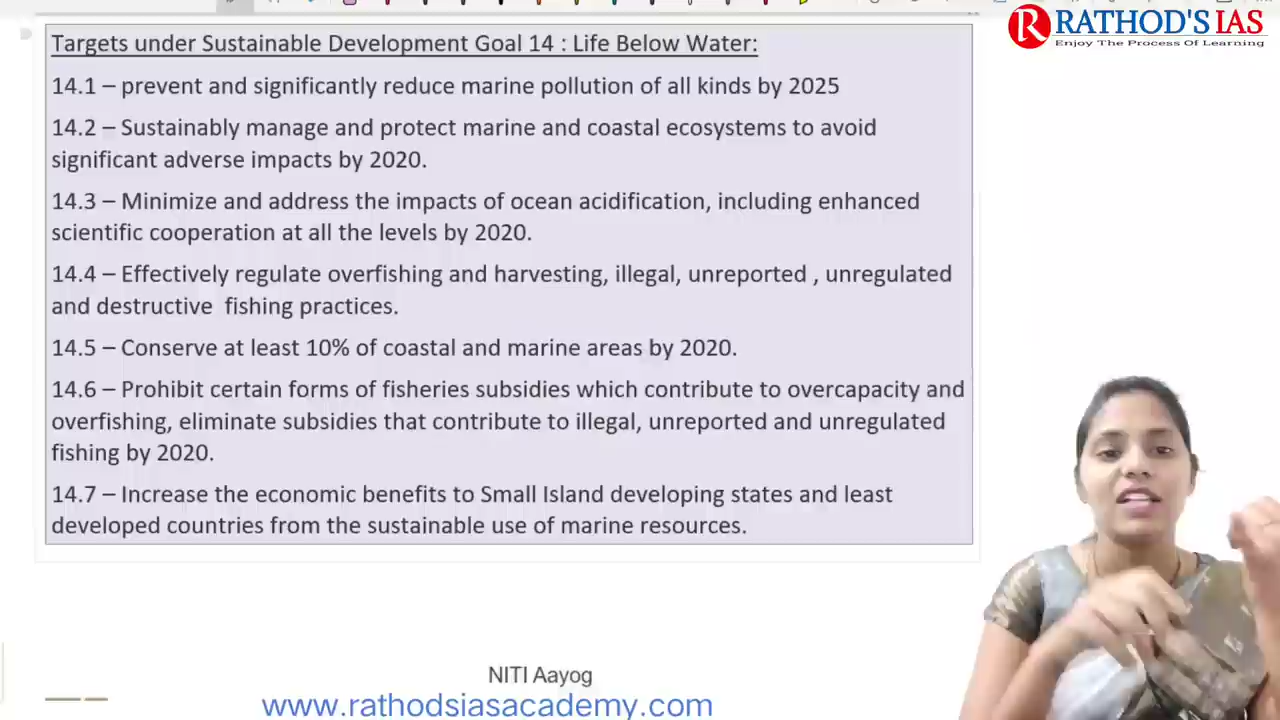 RATHOD'S IAS
Enjoy The Process Of Learning
Targets under Sustainable Development Goal 14 : Life Below Water:
14.1 – prevent and significantly reduce marine pollution of all kinds by 2025
14.2 – Sustainably manage and protect marine and coastal ecosystems to avoid
significant adverse impacts by 2020.
14.3 – Minimize and address the impacts of ocean acidification, including enhanced
scientific cooperation at all the levels by 2020.
14.4 – Effectively regulate overfishing and harvesting, illegal, unreported , unregulated
and destructive  fishing practices.
14.5 – Conserve at least 10% of coastal and marine areas by 2020.
14.6 – Prohibit certain forms of fisheries subsidies which contribute to overcapacity and
overfishing, eliminate subsidies that contribute to illegal, unreported and unregulated
fishing by 2020.
14.7 – Increase the economic benefits to Small Island developing states and least
developed countries from the sustainable use of marine resources.
NITI Aayog
www.rathodsiasacademy.com